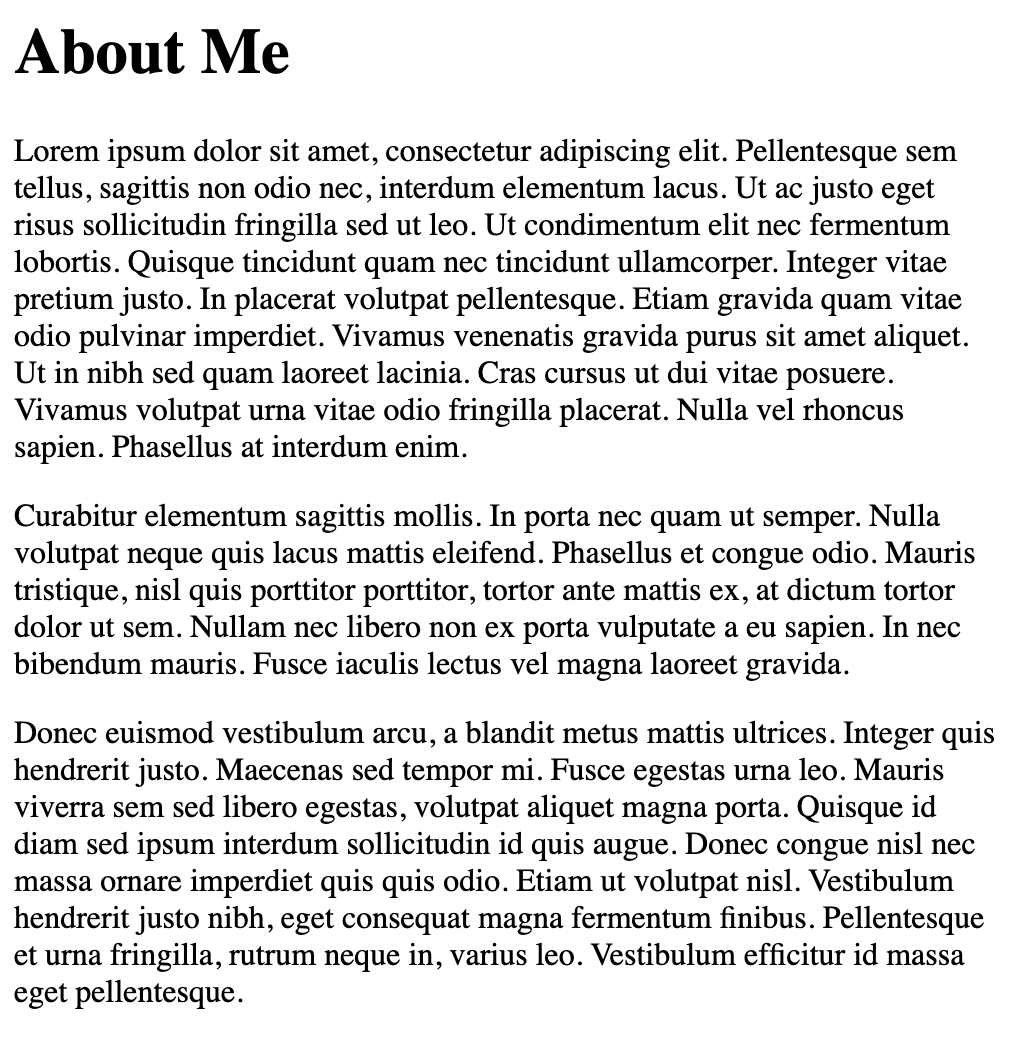 About Me
Lorem ipsum dolor sit amet, consectetur adipiscing elit. Pellentesque sem
tellus, sagittis non odio nec, interdum elementum lacus. Ut ac justo eget
risus sollicitudin fringilla sed ut leo. Ut condimentum elit nec fermentum
lobortis. Quisque tincidunt quam nec tincidunt ullamcorper. Integer vitae
pretium justo. In placerat volutpat pellentesque. Etiam gravida quam vitae
odio pulvinar imperdiet. Vivamus venenatis gravida purus sit amet aliquet.
Ut in nibh sed quam laoreet lacinia. Cras cursus ut dui vitae posuere.
Vivamus volutpat urna vitae odio fringilla placerat. Nulla vel rhoncus
sapien. Phasellus at interdum enim.
Curabitur elementum sagittis mollis. In porta nec quam ut semper. Nulla
volutpat neque quis lacus mattis eleifend. Phasellus et congue odio. Mauris
tristique, nisl quis porttitor porttitor, tortor ante mattis ex, at dictum tortor
dolor ut sem. Nullam nec libero non ex porta vulputate a eu sapien. In nec
bibendum mauris. Fusce iaculis lectus vel magna laoreet gravida.
Donec euismod vestibulum arcu, a blandit metus mattis ultrices. Integer quis
hendrerit justo. Maecenas sed tempor mi. Fusce egestas urna leo. Mauris
viverra sem sed libero egestas, volutpat aliquet magna porta. Quisque id
diam sed ipsum interdum sollicitudin id quis augue. Donec congue nisl nec
massa ornare imperdiet quis quis odio. Etiam ut volutpat nisl. Vestibulum
hendrerit justo nibh, eget consequat magna fermentum finibus. Pellentesque
et urna fringilla, rutrum neque in, varius leo. Vestibulum efficitur id massa
eget pellentesque.